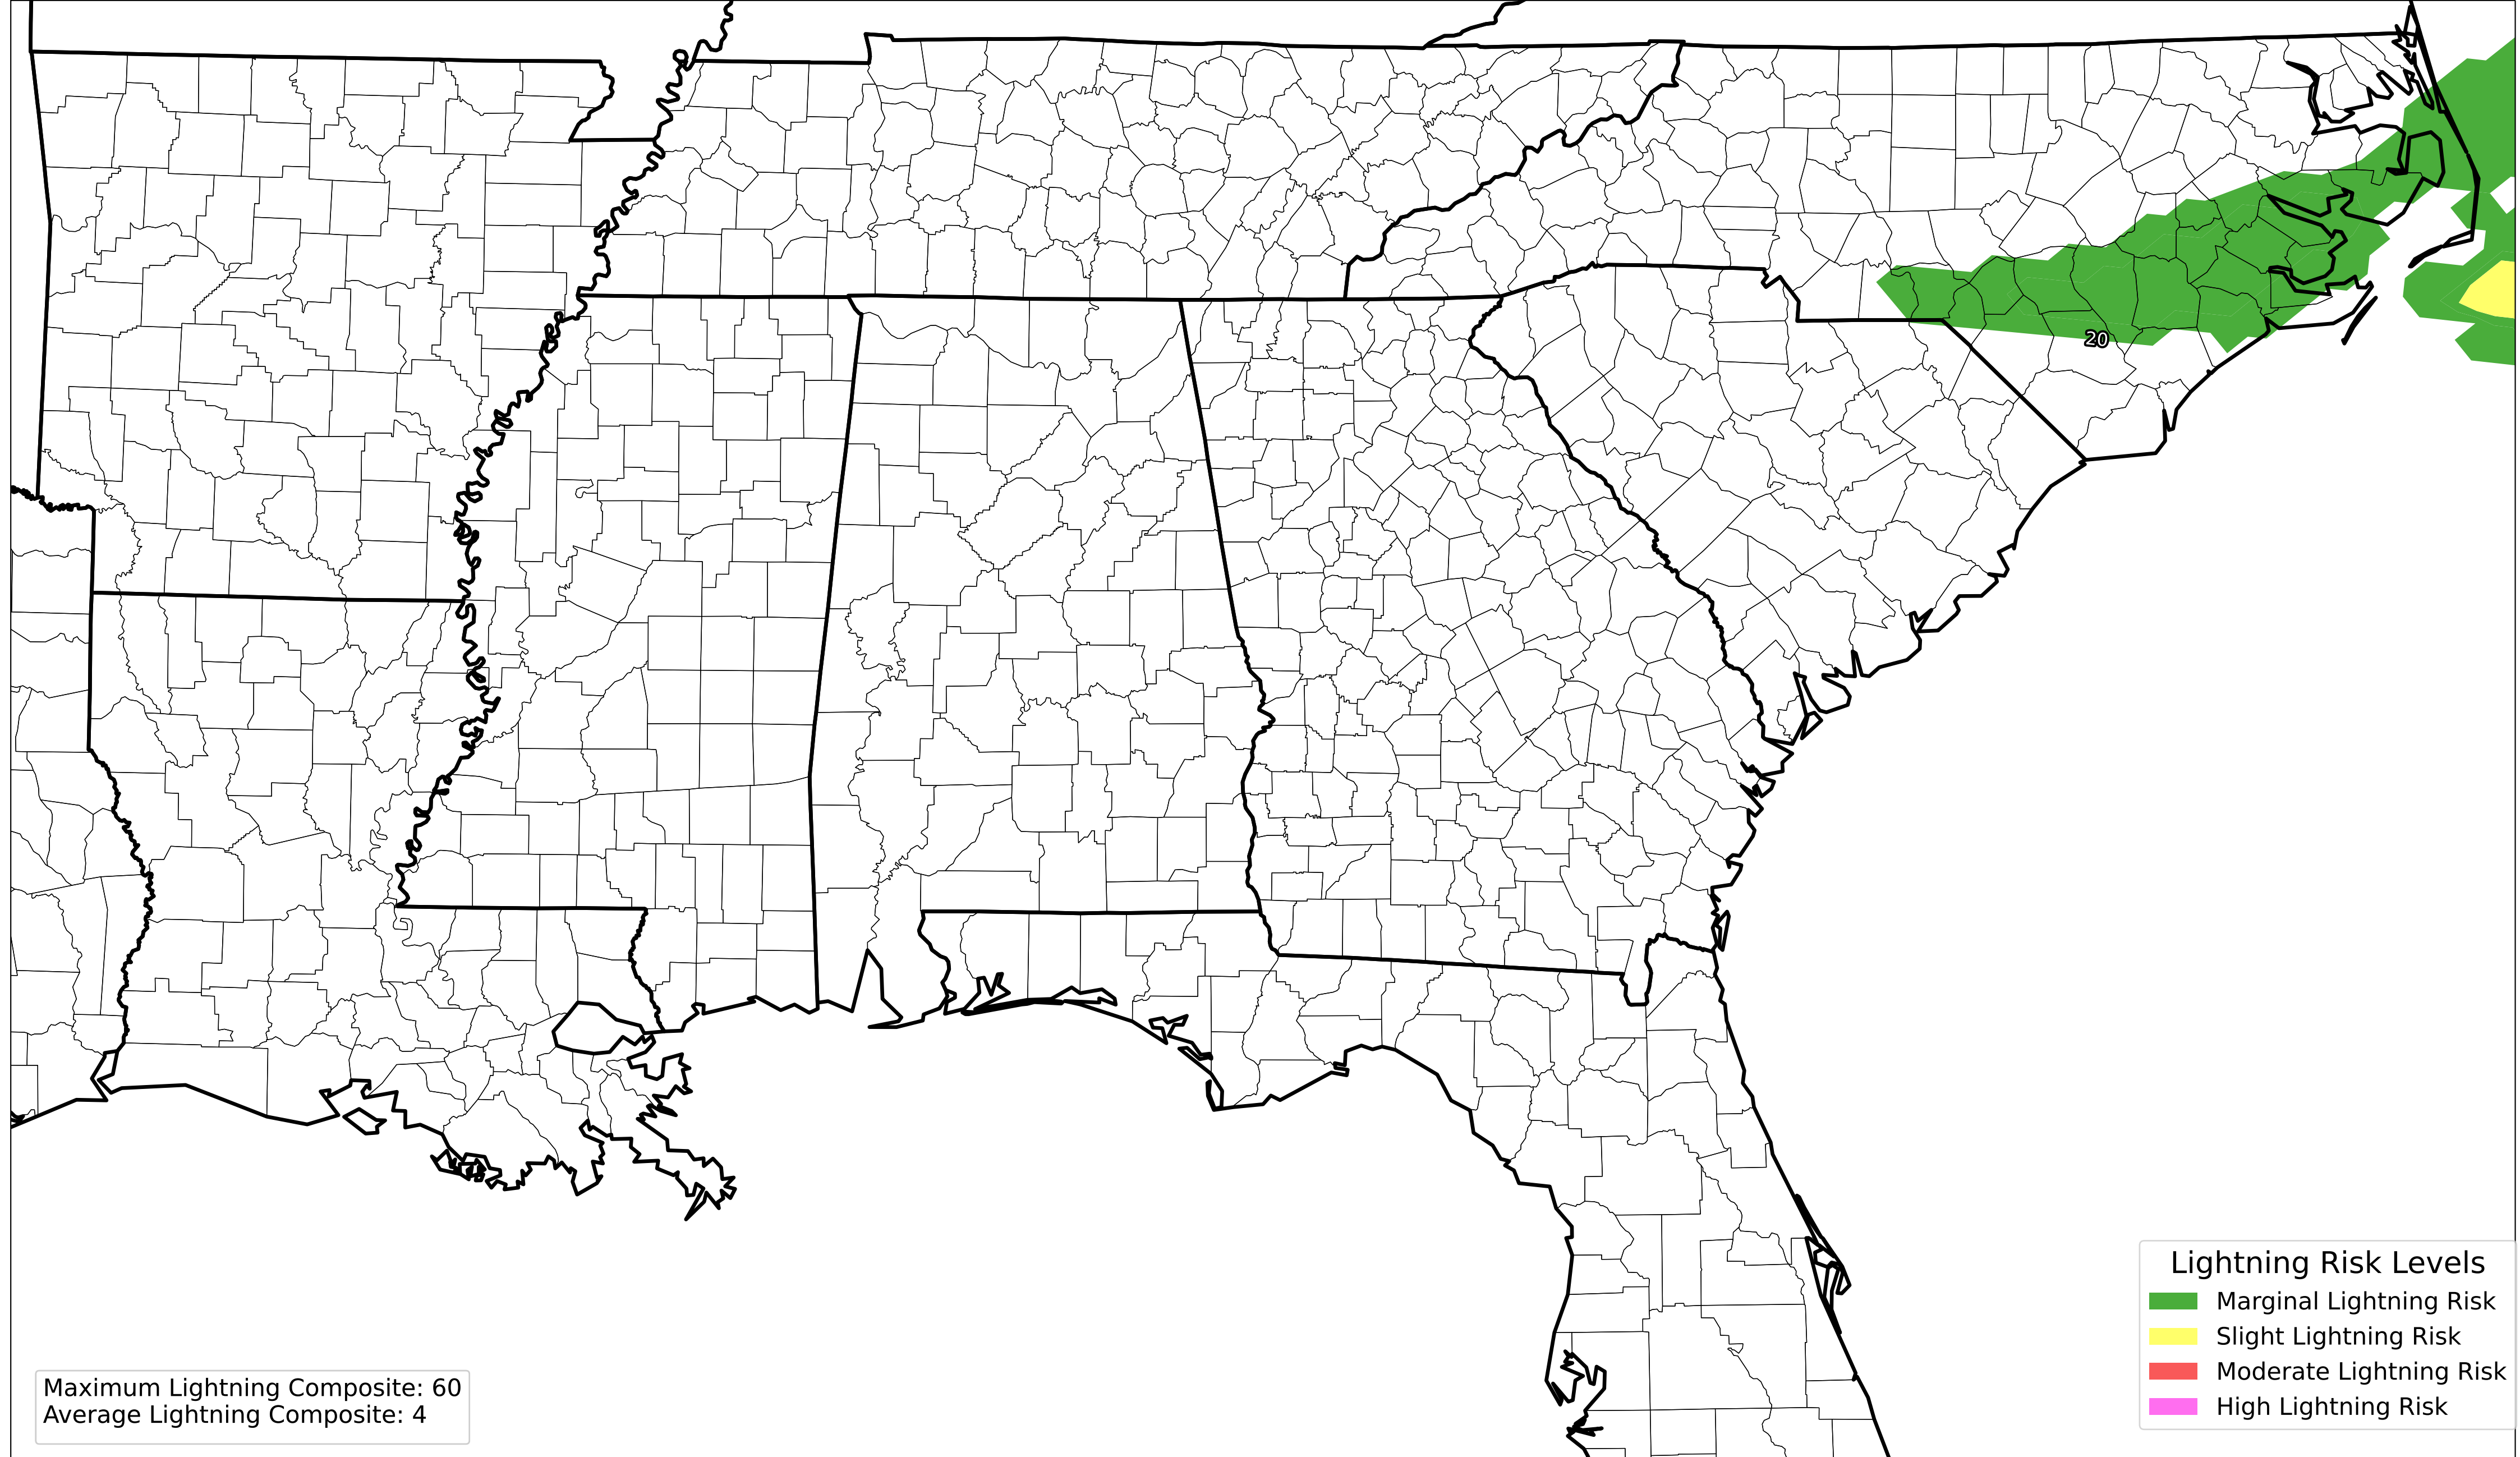 20
Lightning Risk Levels
Marginal Lightning Risk
Slight Lightning Risk
Moderate Lightning Risk
High Lightning Risk
Maximum Lightning Composite: 60
Average Lightning Composite: 4